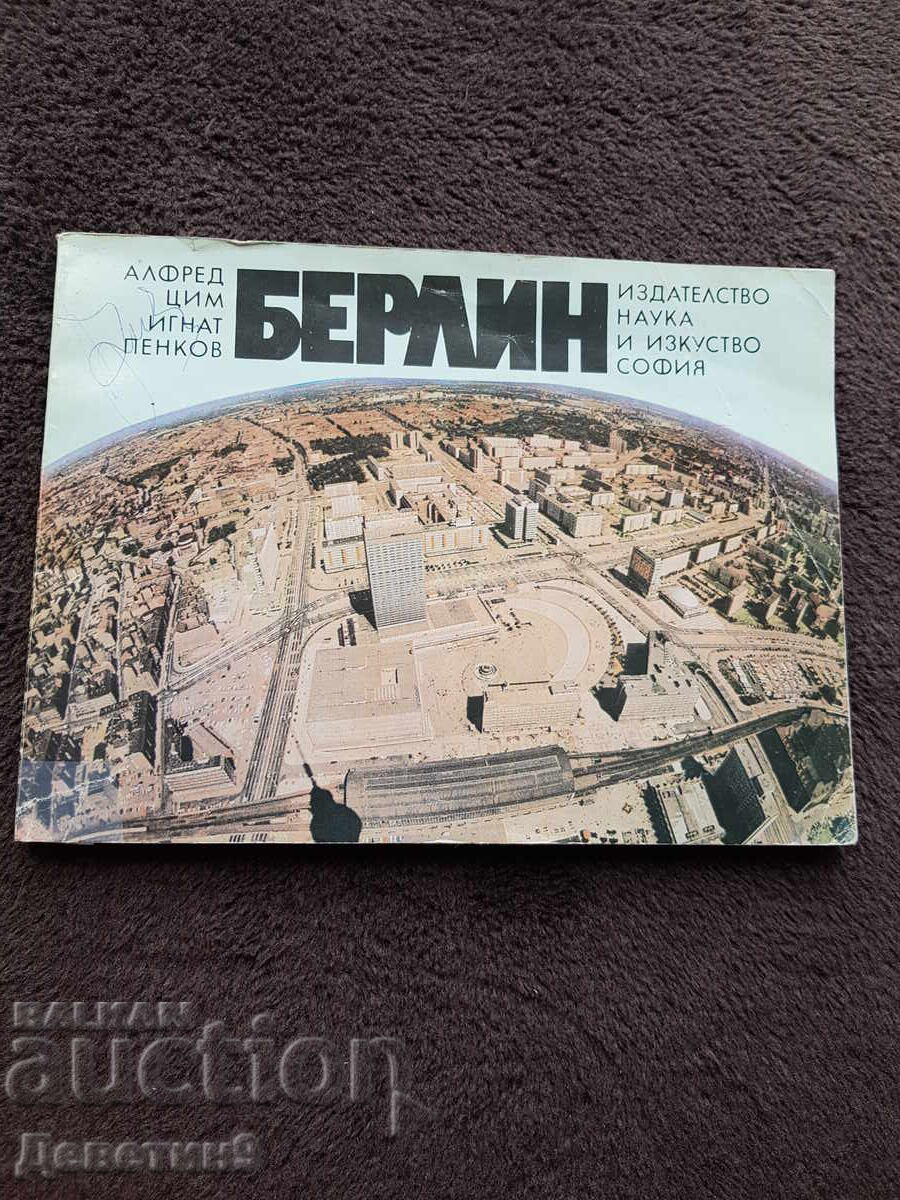 АЛФРЕД
ЦИМ
ИГНАТ
ПЕНКОВ
БЕРЛИН
ИЗДАТЕЛСТВО
НАУКА
И ИЗКУСТВО
СОФИЯ
BALKAN
auction
Деветин9